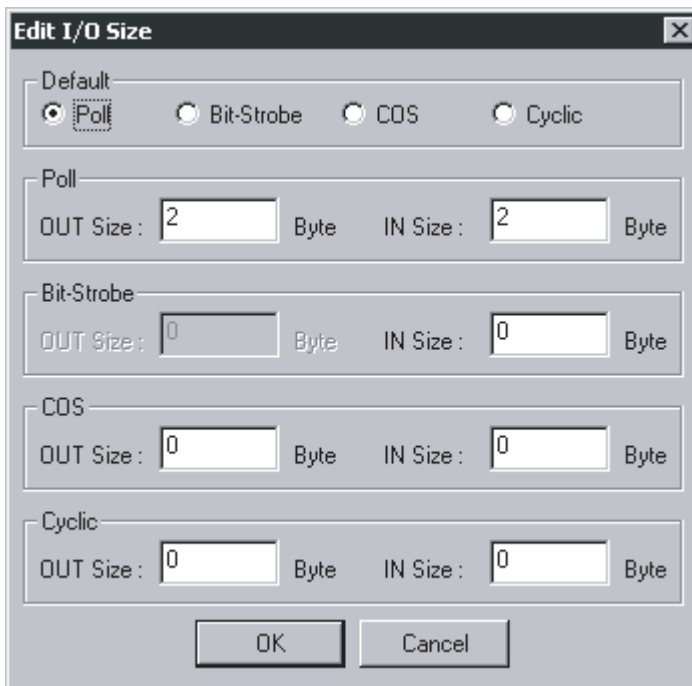 Edit I/O Size
Default
Poll Bit-Strobe COS Cyclic
Poll
OUT Size : 2 Byte IN Size : 2 Byte
Bit-Strobe
OUT Size : 0 Byte IN Size : 0 Byte
COS
OUT Size : 0 Byte IN Size : 0 Byte
Cyclic
OUT Size : 0 Byte IN Size : 0 Byte
OK Cancel